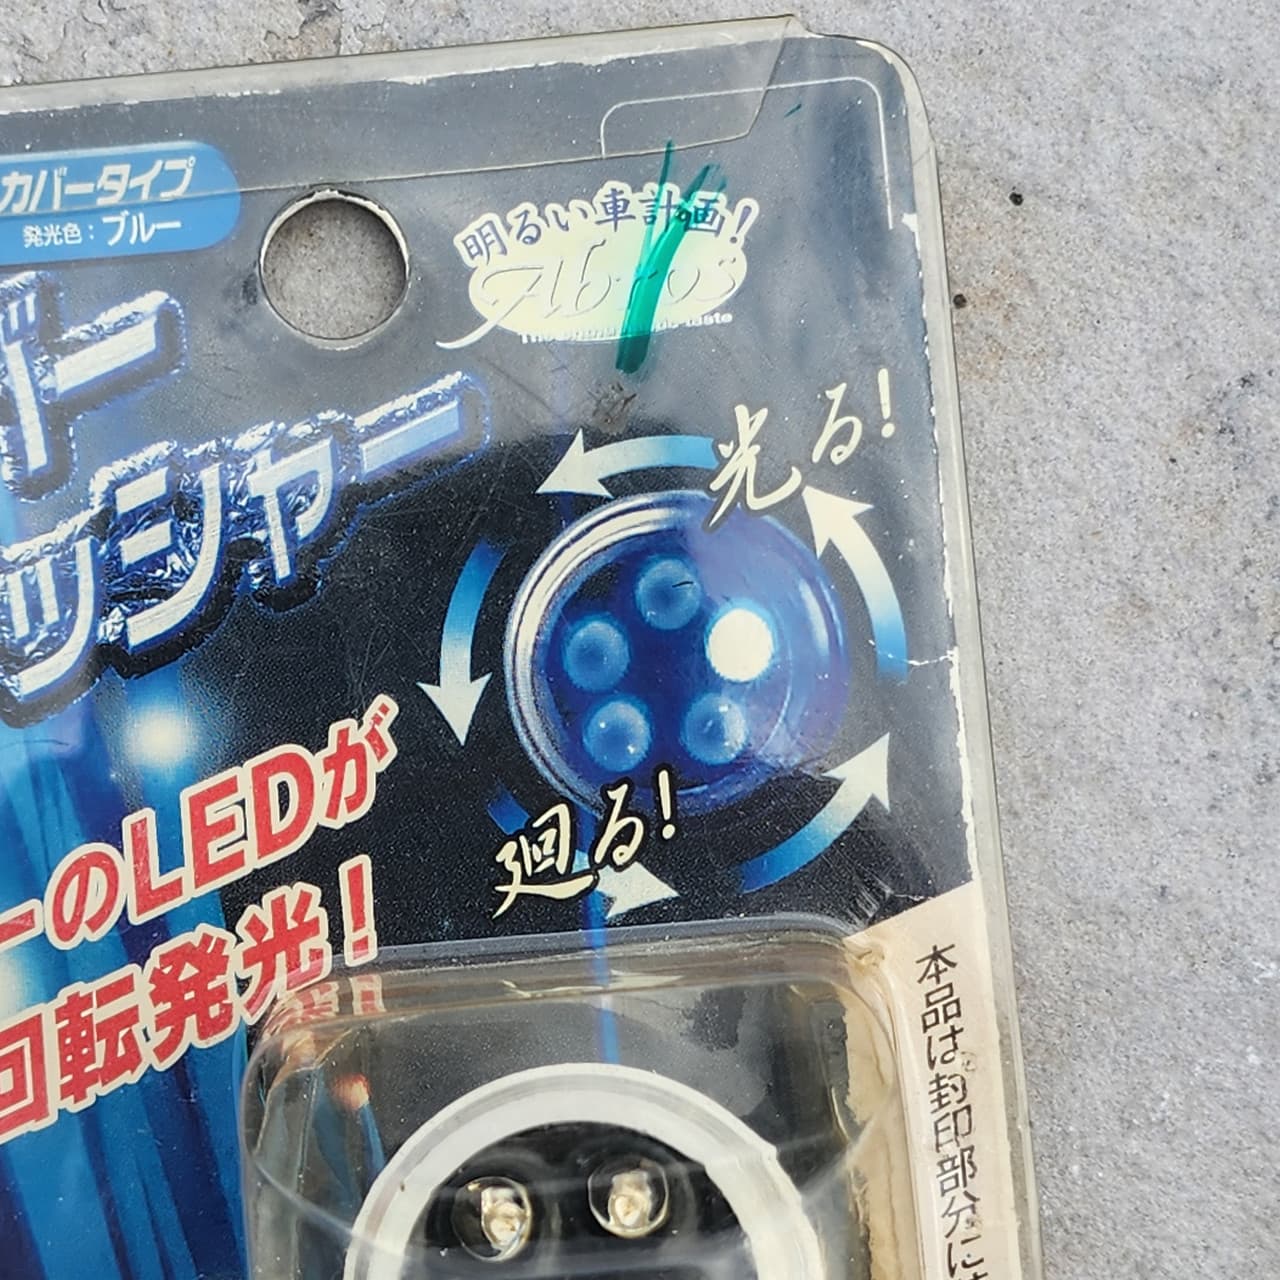 カバータイプ
発光色：ブルー
明るい車計画！
バー
ッシャー
光る！
廻る！
ーのLEDが
回転発光！
本品は封印部分に